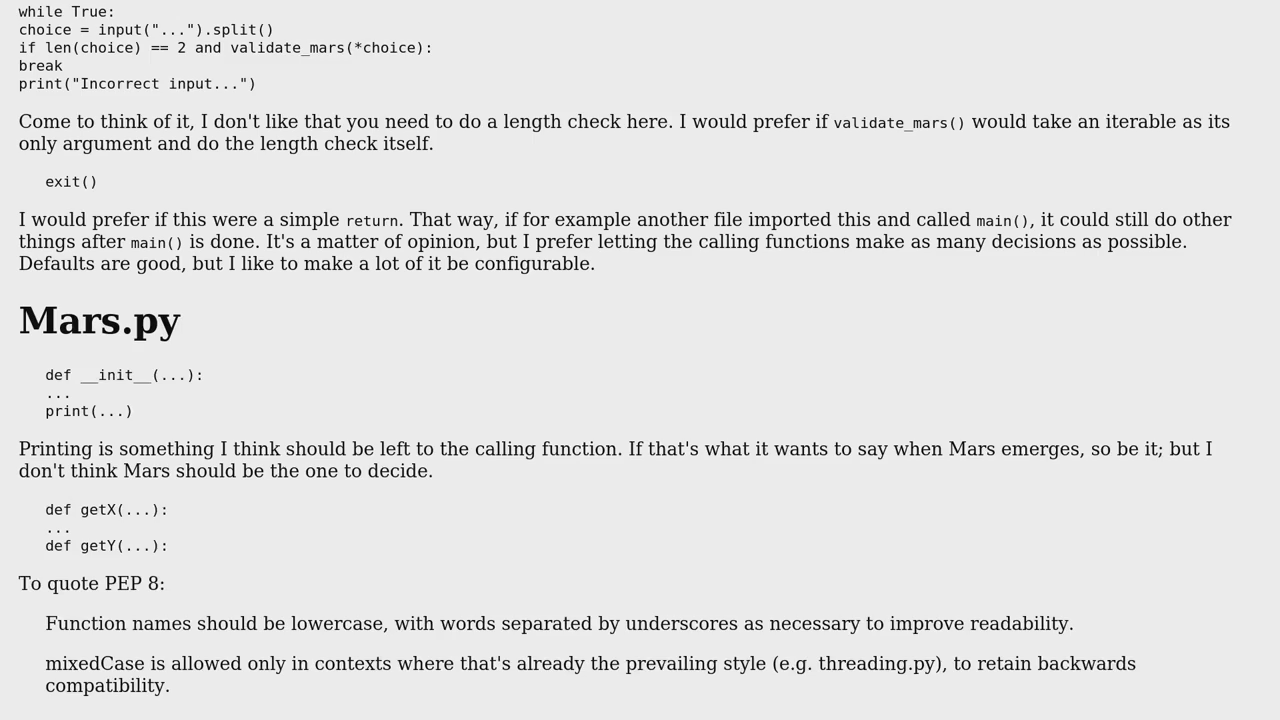 while True:
choice = input("...").split()
if len(choice) == 2 and validate_mars(*choice):
break
print("Incorrect input...")
Come to think of it, I don't like that you need to do a length check here. I would prefer if validate_mars() would take an iterable as its
only argument and do the length check itself.
exit()
I would prefer if this were a simple return. That way, if for example another file imported this and called main(), it could still do other
things after main() is done. It's a matter of opinion, but I prefer letting the calling functions make as many decisions as possible.
Defaults are good, but I like to make a lot of it be configurable.
Mars.py
def __init__(...):
...
print(...)
Printing is something I think should be left to the calling function. If that's what it wants to say when Mars emerges, so be it; but I
don't think Mars should be the one to decide.
def getX(...):
...
def getY(...):
To quote PEP 8:
Function names should be lowercase, with words separated by underscores as necessary to improve readability.
mixedCase is allowed only in contexts where that's already the prevailing style (e.g. threading.py), to retain backwards
compatibility.